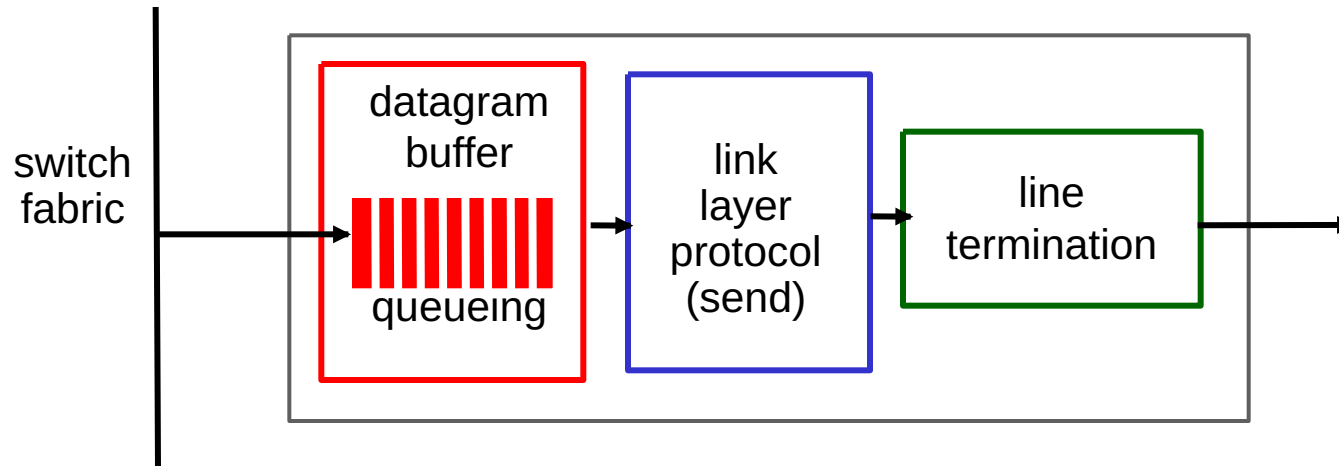 switch
fabric
datagram
buffer
queueing
link
layer
protocol
(send)
line
termination